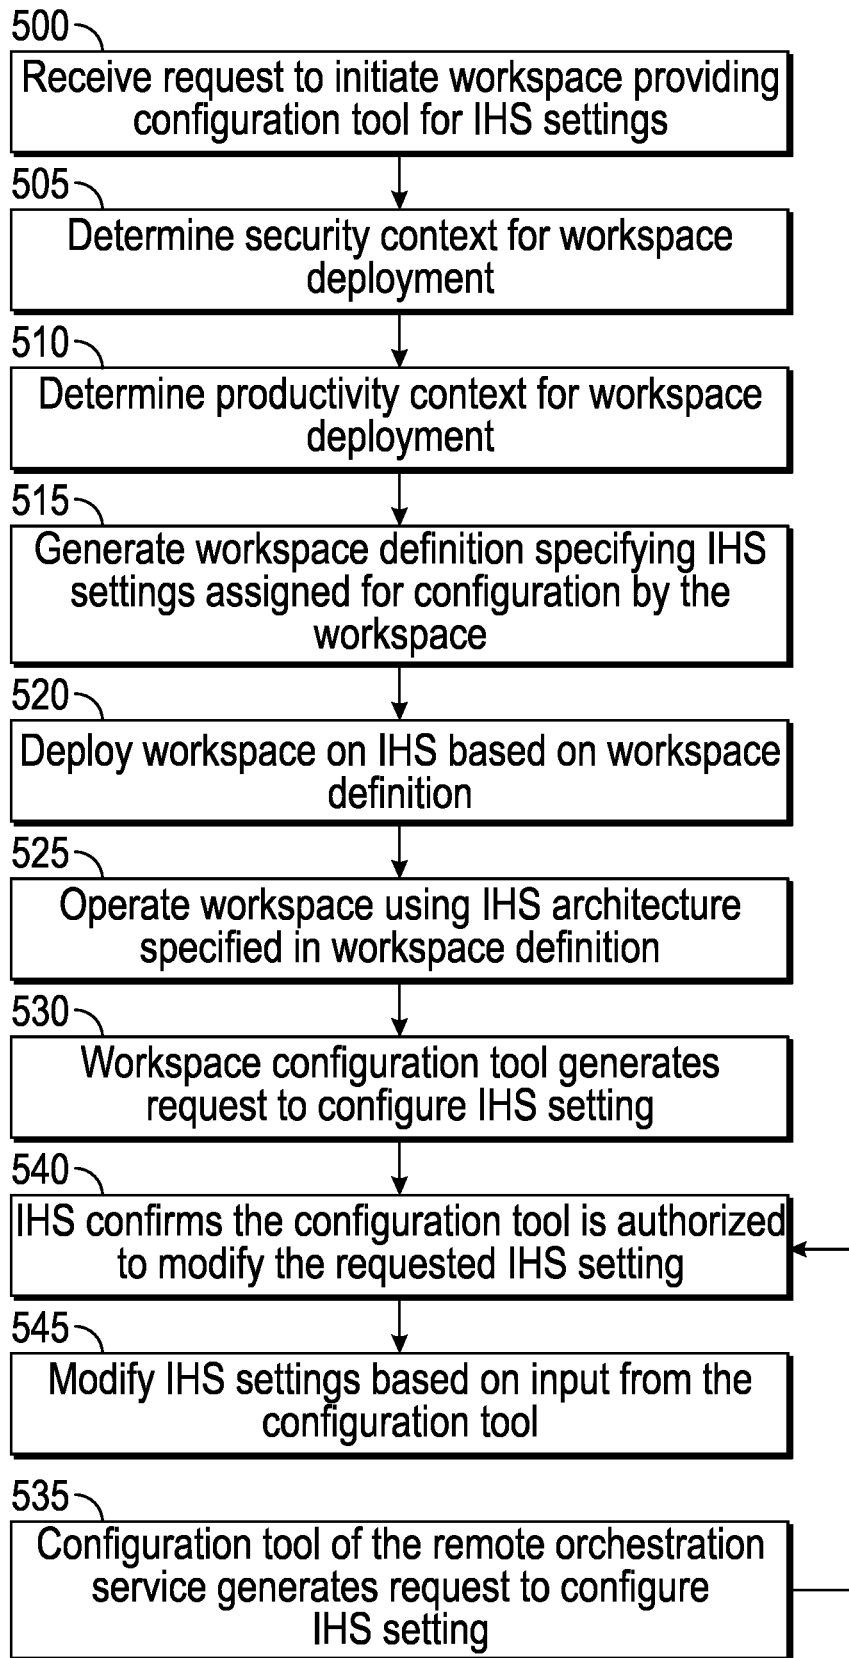 500
Receive request to initiate workspace providing
configuration tool for IHS settings
505
Determine security context for workspace
deployment
510
Determine productivity context for workspace
deployment
515
Generate workspace definition specifying IHS
settings assigned for configuration by the
workspace
520
Deploy workspace on IHS based on workspace
definition
525
Operate workspace using IHS architecture
specified in workspace definition
530
Workspace configuration tool generates
request to configure IHS setting
540
IHS confirms the configuration tool is authorized
to modify the requested IHS setting
545
Modify IHS settings based on input from the
configuration tool
535
Configuration tool of the remote orchestration
service generates request to configure
IHS setting